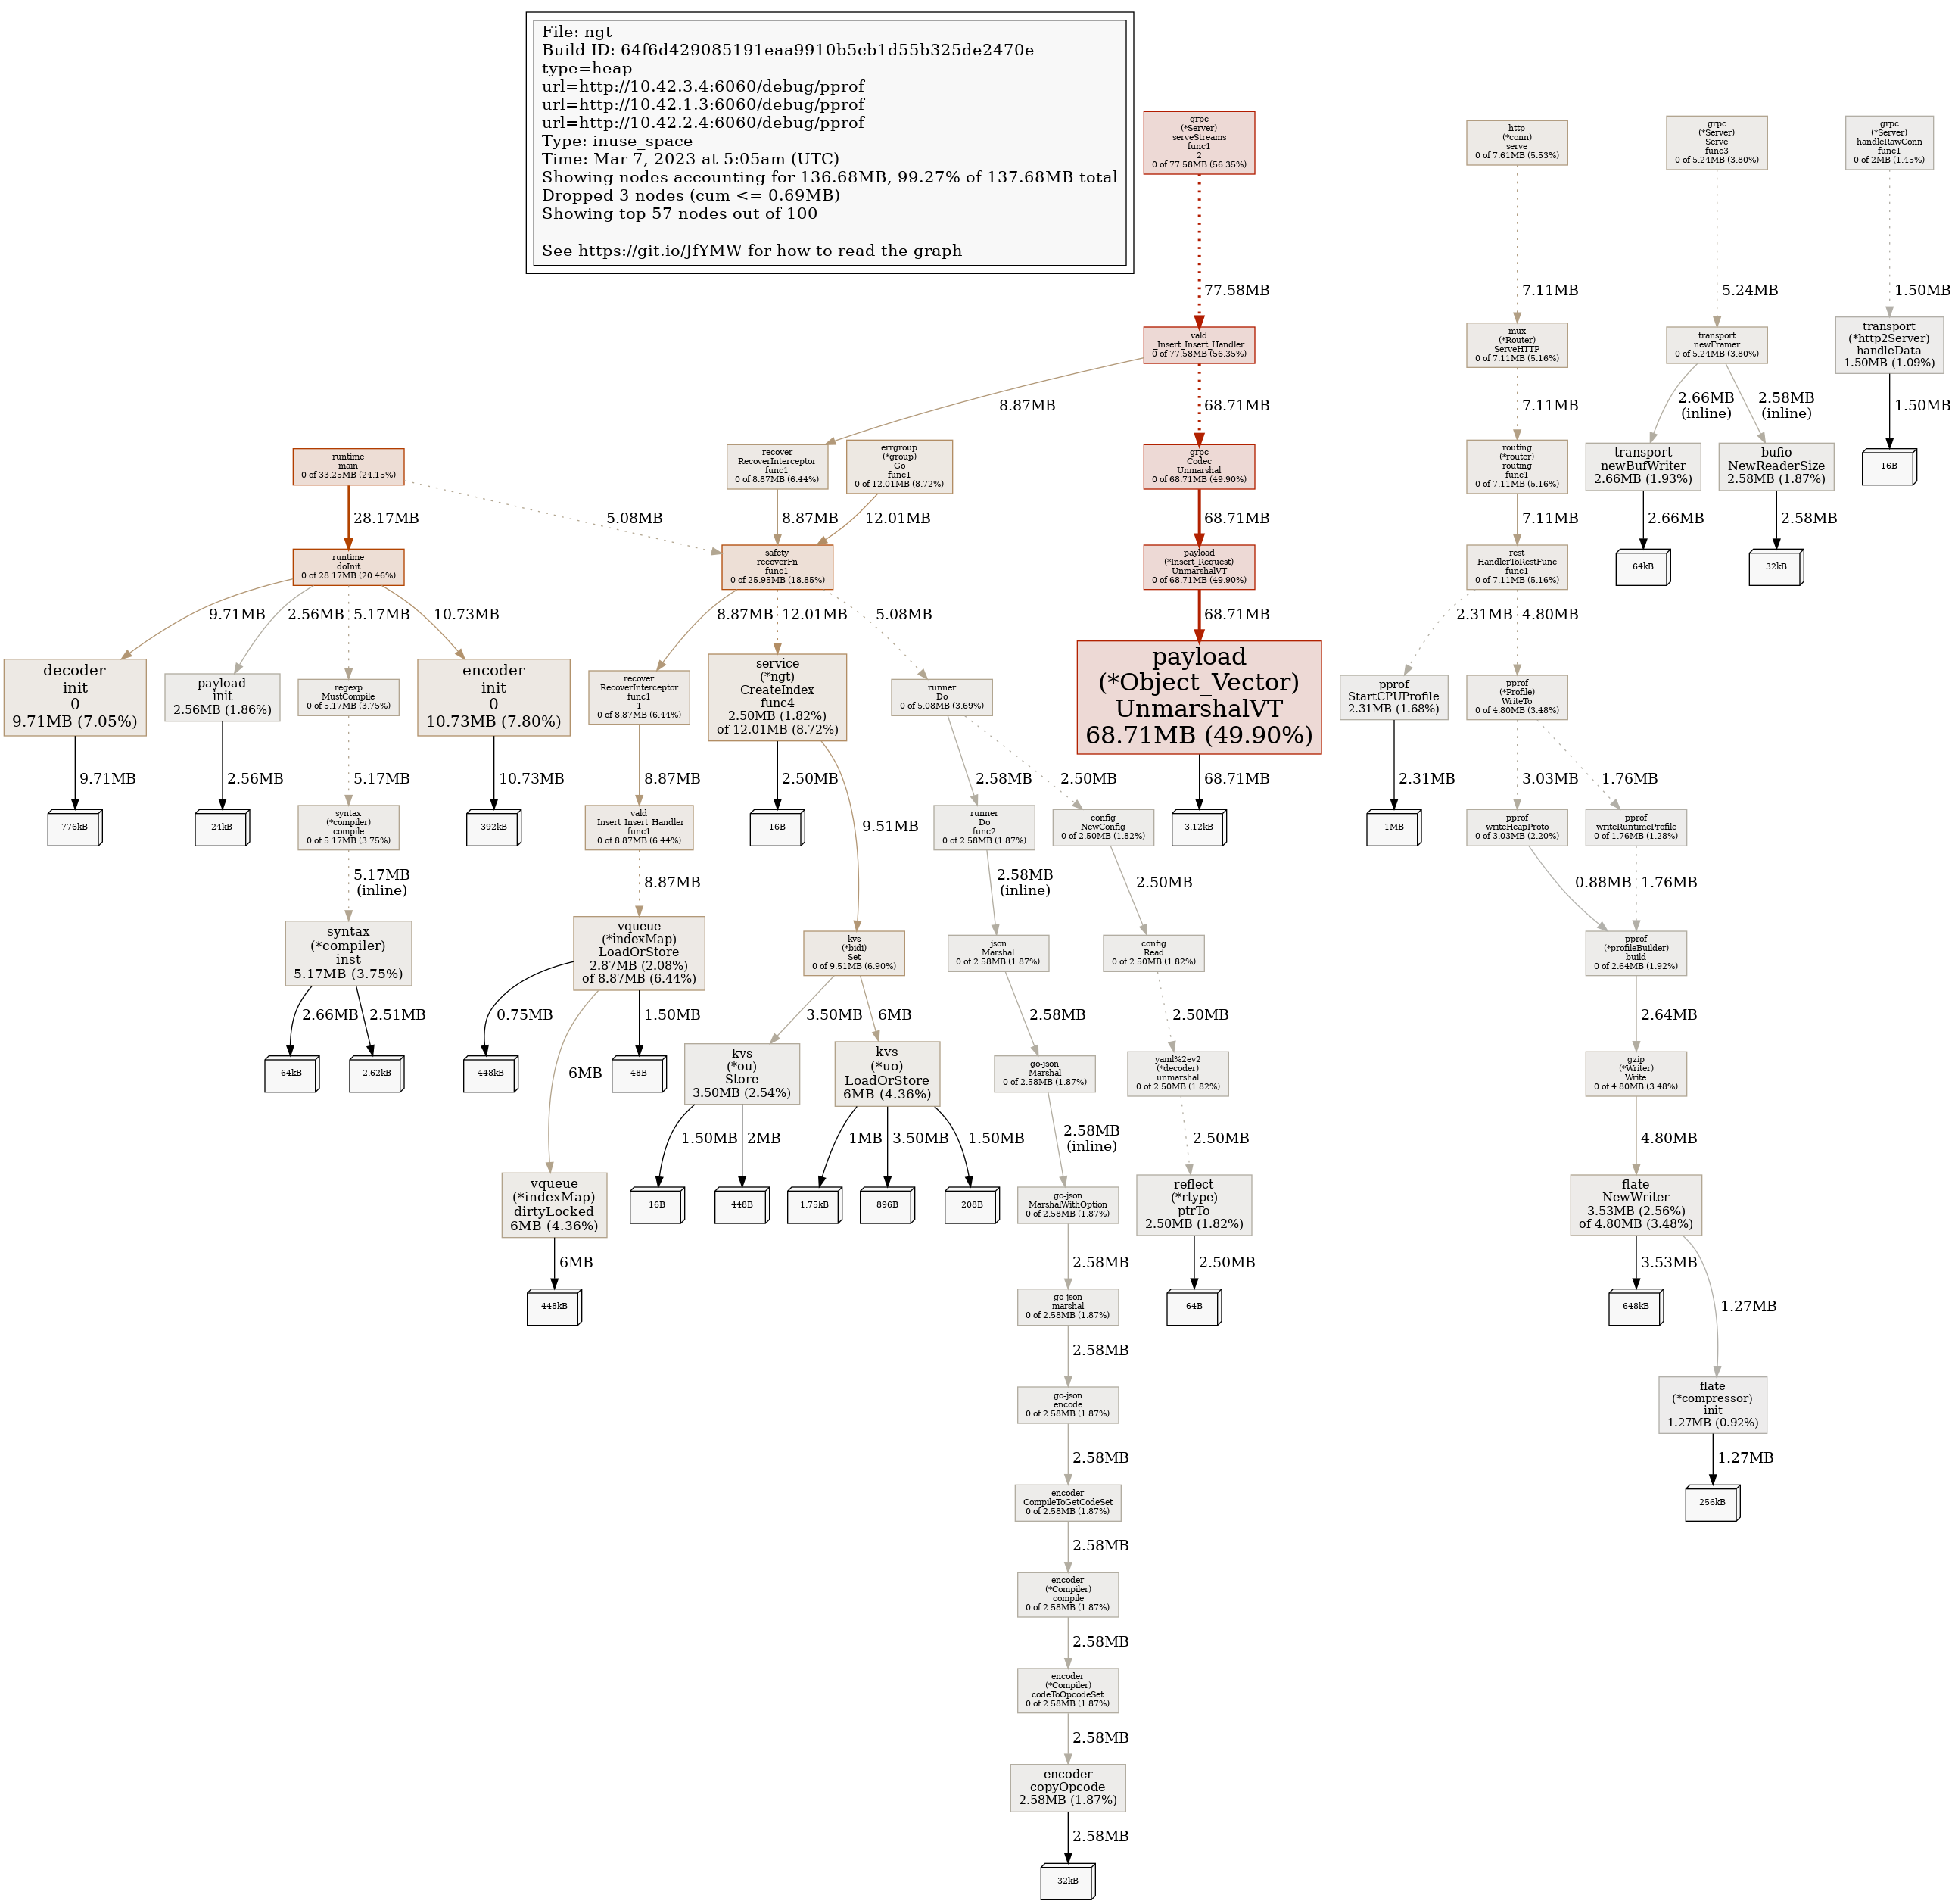 File: ngt
Build ID: 64f6d429085191eaa9910b5cb1d55b325de2470e
type=heap
url=http://10.42.3.4:6060/debug/pprof
url=http://10.42.1.3:6060/debug/pprof
url=http://10.42.2.4:6060/debug/pprof
Type: inuse_space
Time: Mar 7, 2023 at 5:05am (UTC)
Showing nodes accounting for 136.68MB, 99.27% of 137.68MB total
Dropped 3 nodes (cum <= 0.69MB)
Showing top 57 nodes out of 100
See https://git.io/JfYMW for how to read the graph
grpc
(*Server)
serveStreams
func1
2
0 of 77.58MB (56.35%)
http
(*conn)
serve
0 of 7.61MB (5.53%)
grpc
(*Server)
Serve
func3
0 of 5.24MB (3.80%)
grpc
(*Server)
handleRawConn
func1
0 of 2MB (1.45%)
77.58MB
7.11MB
5.24MB
1.50MB
vald
_Insert_Insert_Handler
0 of 77.58MB (56.35%)
mux
(*Router)
ServeHTTP
0 of 7.11MB (5.16%)
transport
newFramer
0 of 5.24MB (3.80%)
transport
(*http2Server)
handleData
1.50MB (1.09%)
8.87MB
68.71MB
7.11MB
2.66MB
(inline)
2.58MB
(inline)
1.50MB
runtime
main
0 of 33.25MB (24.15%)
recover
RecoverInterceptor
func1
0 of 8.87MB (6.44%)
errgroup
(*group)
Go
func1
0 of 12.01MB (8.72%)
grpc
Codec
Unmarshal
0 of 68.71MB (49.90%)
routing
(*router)
routing
func1
0 of 7.11MB (5.16%)
transport
newBufWriter
2.66MB (1.93%)
bufio
NewReaderSize
2.58MB (1.87%)
16B
28.17MB
5.08MB
8.87MB
12.01MB
68.71MB
7.11MB
2.66MB
2.58MB
runtime
doInit
0 of 28.17MB (20.46%)
safety
recoverFn
func1
0 of 25.95MB (18.85%)
payload
(*Insert_Request)
UnmarshalVT
0 of 68.71MB (49.90%)
rest
HandlerToRestFunc
func1
0 of 7.11MB (5.16%)
64kB
32kB
9.71MB
2.56MB
5.17MB
10.73MB
8.87MB
12.01MB
5.08MB
68.71MB
2.31MB
4.80MB
decoder
init
0
9.71MB (7.05%)
payload
init
2.56MB (1.86%)
regexp
MustCompile
0 of 5.17MB (3.75%)
encoder
init
0
10.73MB (7.80%)
recover
RecoverInterceptor
func1
1
0 of 8.87MB (6.44%)
service
(*ngt)
CreateIndex
func4
2.50MB (1.82%)
of 12.01MB (8.72%)
runner
Do
0 of 5.08MB (3.69%)
payload
(*Object_Vector)
UnmarshalVT
68.71MB (49.90%)
pprof
StartCPUProfile
2.31MB (1.68%)
pprof
(*Profile)
WriteTo
0 of 4.80MB (3.48%)
9.71MB
2.56MB
5.17MB
10.73MB
8.87MB
2.50MB
9.51MB
2.58MB
2.50MB
68.71MB
2.31MB
3.03MB
1.76MB
776kB
24kB
syntax
(*compiler)
compile
0 of 5.17MB (3.75%)
392kB
vald
_Insert_Insert_Handler
func1
0 of 8.87MB (6.44%)
16B
runner
Do
func2
0 of 2.58MB (1.87%)
config
NewConfig
0 of 2.50MB (1.82%)
3.12kB
1MB
pprof
writeHeapProto
0 of 3.03MB (2.20%)
pprof
writeRuntimeProfile
0 of 1.76MB (1.28%)
5.17MB
(inline)
8.87MB
2.58MB
(inline)
2.50MB
0.88MB
1.76MB
syntax
(*compiler)
inst
5.17MB (3.75%)
vqueue
(*indexMap)
LoadOrStore
2.87MB (2.08%)
of 8.87MB (6.44%)
kvs
(*bidi)
Set
0 of 9.51MB (6.90%)
json
Marshal
0 of 2.58MB (1.87%)
config
Read
0 of 2.50MB (1.82%)
pprof
(*profileBuilder)
build
0 of 2.64MB (1.92%)
2.66MB
2.51MB
0.75MB
6MB
1.50MB
3.50MB
6MB
2.58MB
2.50MB
2.64MB
64kB
2.62kB
448kB
48B
kvs
(*ou)
Store
3.50MB (2.54%)
kvs
(*uo)
LoadOrStore
6MB (4.36%)
go-json
Marshal
0 of 2.58MB (1.87%)
yaml%2ev2
(*decoder)
unmarshal
0 of 2.50MB (1.82%)
gzip
(*Writer)
Write
0 of 4.80MB (3.48%)
1.50MB
2MB
1MB
3.50MB
1.50MB
2.58MB
(inline)
2.50MB
4.80MB
vqueue
(*indexMap)
dirtyLocked
6MB (4.36%)
16B
448B
1.75kB
896B
208B
go-json
MarshalWithOption
0 of 2.58MB (1.87%)
reflect
(*rtype)
ptrTo
2.50MB (1.82%)
flate
NewWriter
3.53MB (2.56%)
of 4.80MB (3.48%)
6MB
2.58MB
2.50MB
3.53MB
1.27MB
448kB
go-json
marshal
0 of 2.58MB (1.87%)
64B
648kB
2.58MB
go-json
encode
0 of 2.58MB (1.87%)
flate
(*compressor)
init
1.27MB (0.92%)
2.58MB
1.27MB
encoder
CompileToGetCodeSet
0 of 2.58MB (1.87%)
256kB
2.58MB
encoder
(*Compiler)
compile
0 of 2.58MB (1.87%)
2.58MB
encoder
(*Compiler)
codeToOpcodeSet
0 of 2.58MB (1.87%)
2.58MB
encoder
copyOpcode
2.58MB (1.87%)
2.58MB
32kB